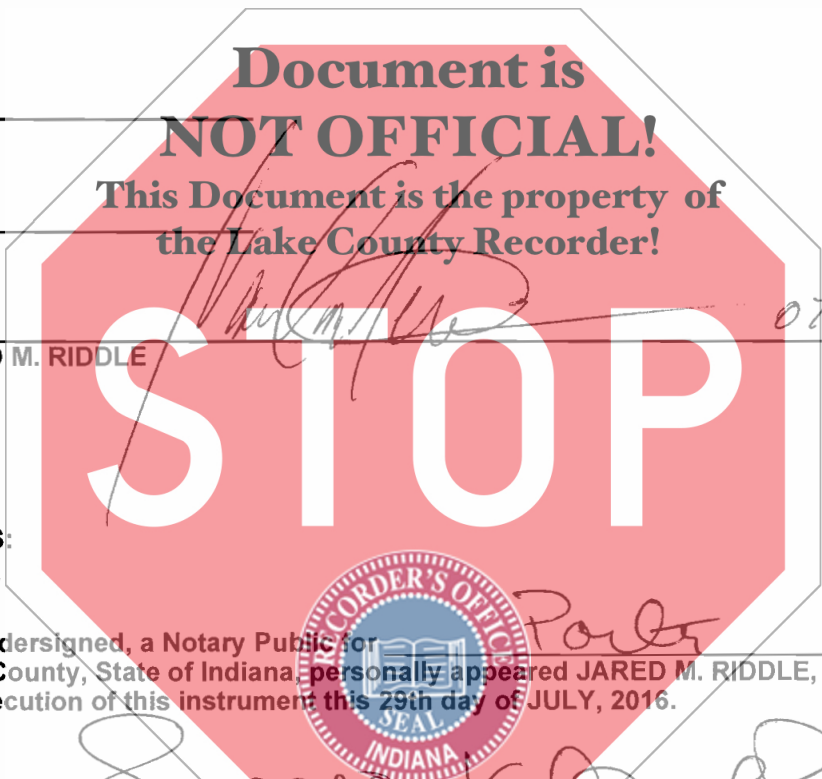 Document is
NOT OFFICIAL!
This Document is the property of
the Lake County Recorder!
07
M. RIDDLE
STOP
S:
RECORDER'S OFFICE
SEAL
INDIANA
Porter
dersigned, a Notary Public for
County, State of Indiana, personally appeared JARED M. RIDDLE,
ecution of this instrument this 29th day of JULY, 2016.